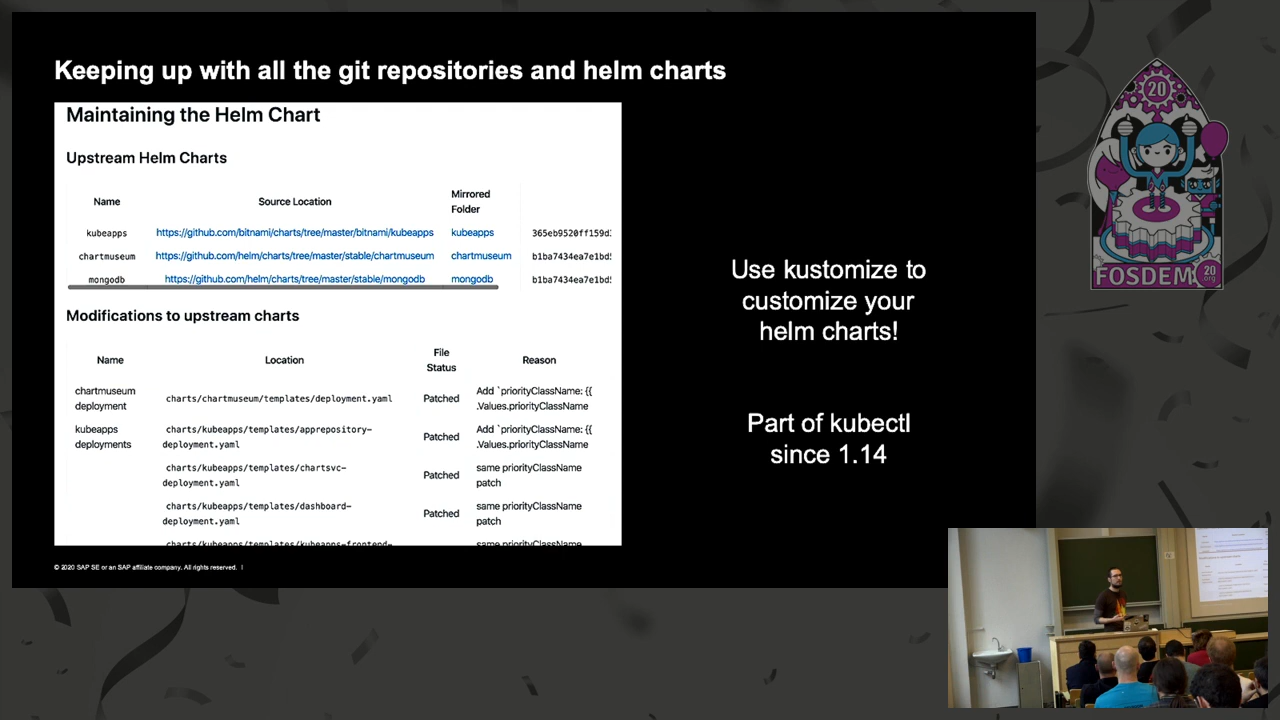 Keeping up with all the git repositories and helm charts
Maintaining the Helm Chart
Upstream Helm Charts
Name Source Location Mirrored Folder
kubeapps https://github.com/bitnami/charts/tree/master/bitnami/kubeapps kubeapps 365eb9520ff159d
chartmuseum https://github.com/helm/charts/tree/master/stable/chartmuseum chartmuseum b1ba7434ea7e1bd
mongodb https://github.com/helm/charts/tree/master/stable/mongodb mongodb b1ba7434ea7e1bd
Modifications to upstream charts
Name Location File Status Reason
chartmuseum deployment charts/chartmuseum/templates/deployment.yaml Patched Add `priorityClassName: {{ .Values.priorityClassName
kubeapps deployments charts/kubeapps/templates/apprepository-deployment.yaml Patched Add `priorityClassName: {{ .Values.priorityClassName
charts/kubeapps/templates/chartsvc-deployment.yaml Patched same priorityClassName patch
charts/kubeapps/templates/dashboard-deployment.yaml Patched same priorityClassName patch
charts/kubeapps/templates/kubeapps-frontend- Patched same priorityClassName
Use kustomize to
customize your
helm charts!
Part of kubectl
since 1.14
© 2020 SAP SE or an SAP affiliate company. All rights reserved. I
20
FOSDEM
20
.org